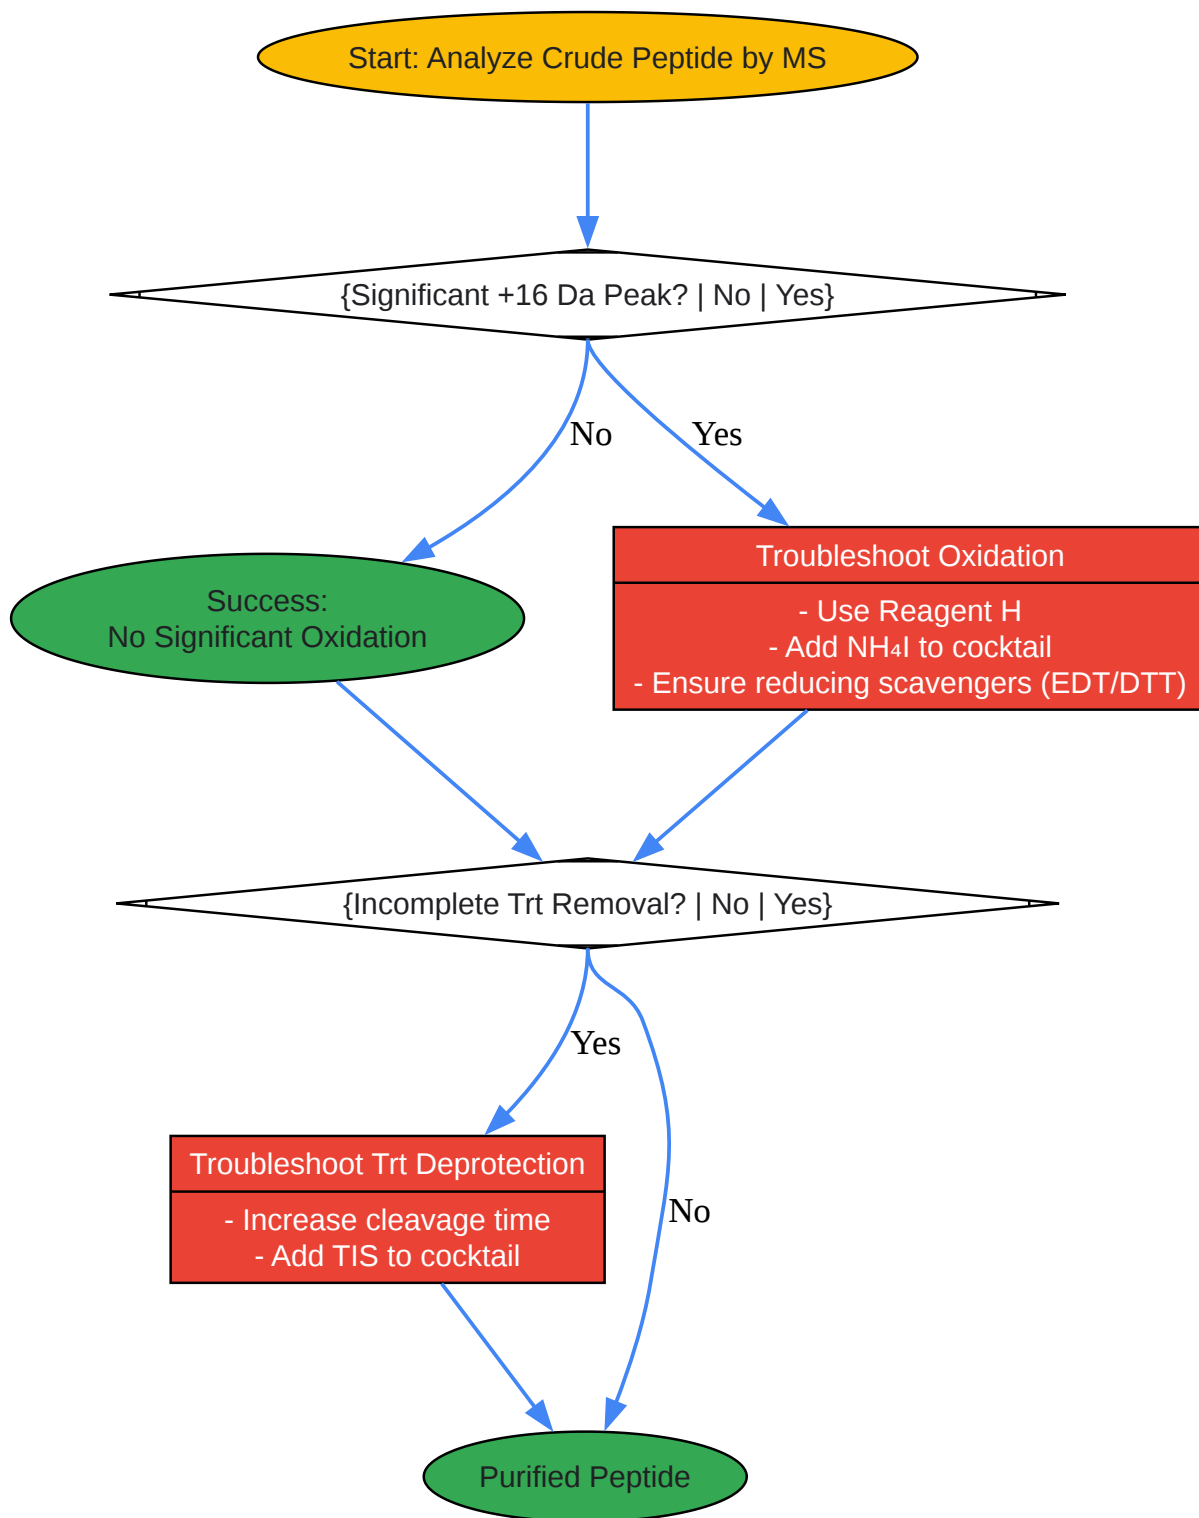 Start: Analyze Crude Peptide by MS
{Significant +16 Da Peak? | No | Yes}
No
Yes
Success:
No Significant Oxidation
Troubleshoot Oxidation
- Use Reagent H
- Add NH₄I to cocktail
- Ensure reducing scavengers (EDT/DTT)
{Incomplete Trt Removal? | No | Yes}
Yes
No
Troubleshoot Trt Deprotection
- Increase cleavage time
- Add TIS to cocktail
Purified Peptide